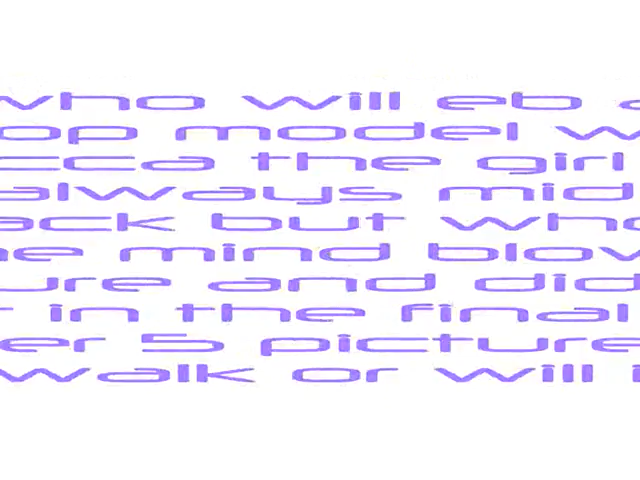 who will eb
op model
cca the girl
always mid
ack but who
he mind blow
ure and did
in the final
er 5 picture
walk or will